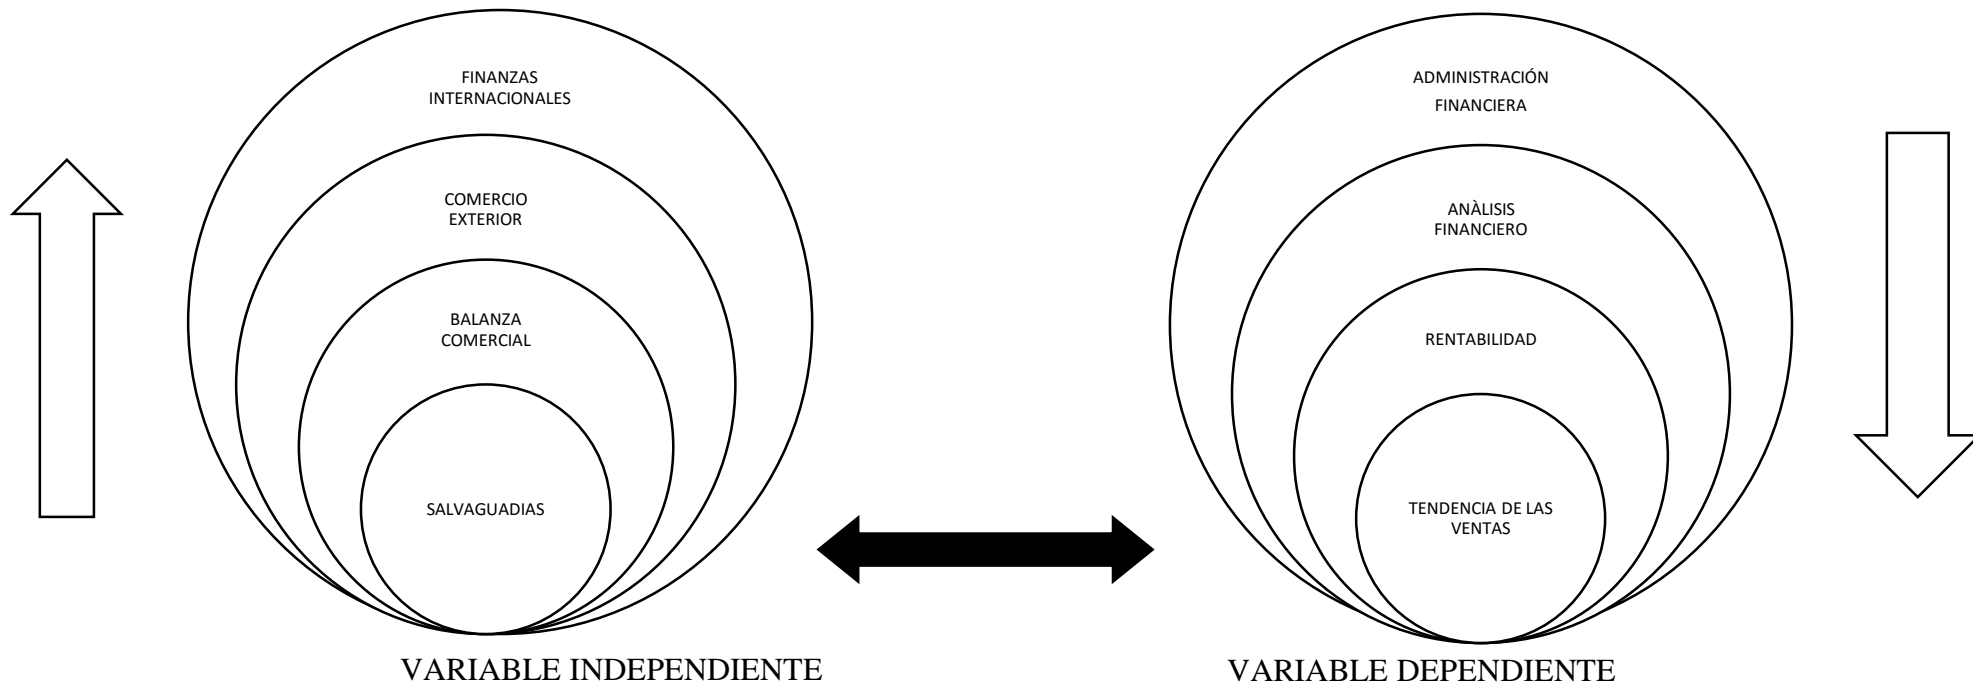 FINANZAS
INTERNACIONALES
COMERCIO
EXTERIOR
BALANZA
COMERCIAL
SALVAGUADIAS
VARIABLE INDEPENDIENTE
ADMINISTRACIÓN
FINANCIERA
ANÀLISIS
FINANCIERO
RENTABILIDAD
TENDENCIA DE LAS
VENTAS
VARIABLE DEPENDIENTE